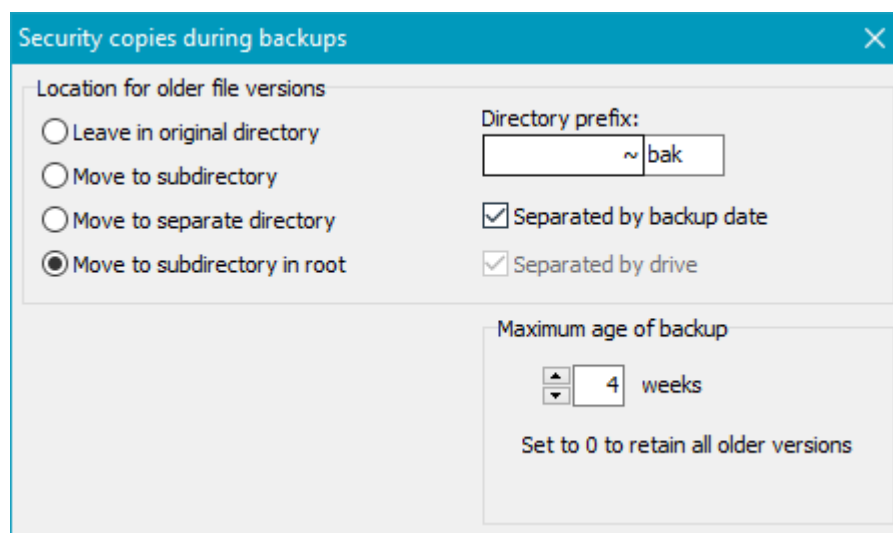 Security copies during backups
Location for older file versions
Leave in original directory
Move to subdirectory
Move to separate directory
Move to subdirectory in root
Directory prefix:
~ bak
Separated by backup date
Separated by drive
Maximum age of backup
4 weeks
Set to 0 to retain all older versions